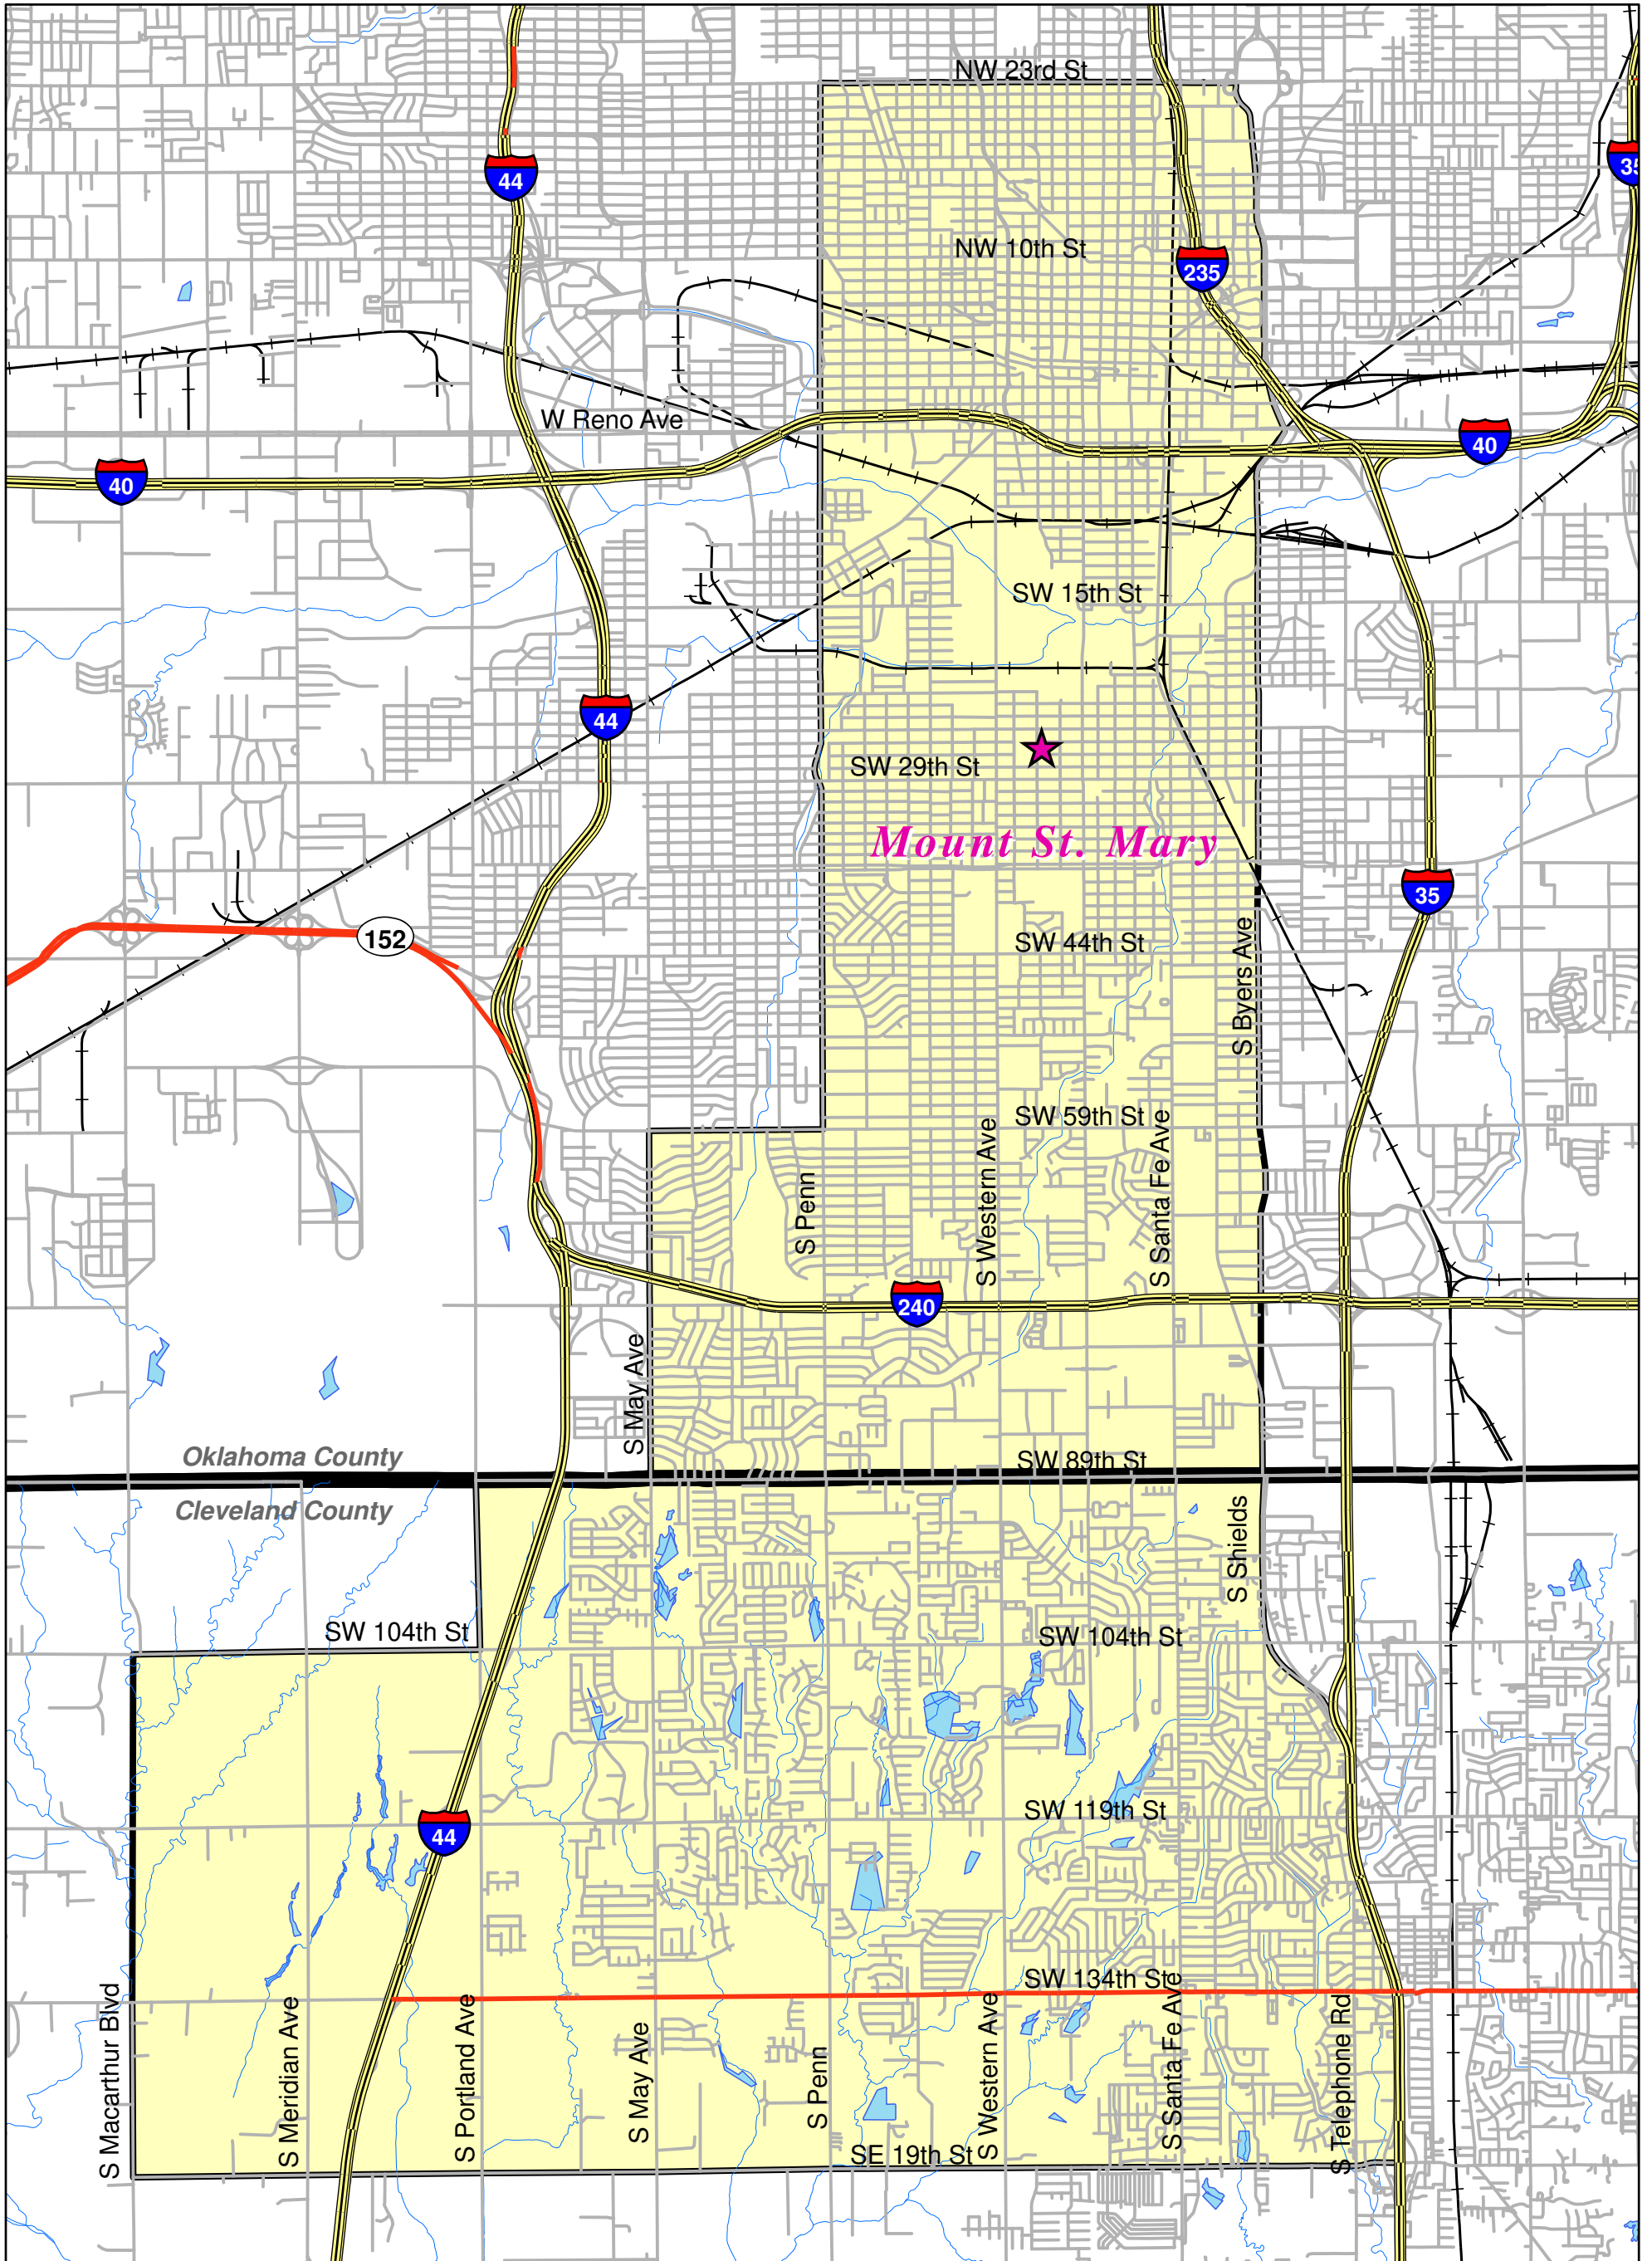 NW 23rd St
35
44
NW 10th St
235
W Reno Ave
40
40
SW 15th St
44
SW 29th St
Mount St. Mary
35
152
SW 44th St
S Byers Ave
SW 59th St
S Penn
S Western Ave
S Santa Fe Ave
240
S May Ave
Oklahoma County
SW 89th St
Cleveland County
S Shields
SW 104th St
SW 104th St
SW 119th St
44
SW 134th St
S Macarthur Blvd
S Meridian Ave
S Portland Ave
S May Ave
S Penn
S Western Ave
S Santa Fe Ave
S Telephone Rd
SE 19th St